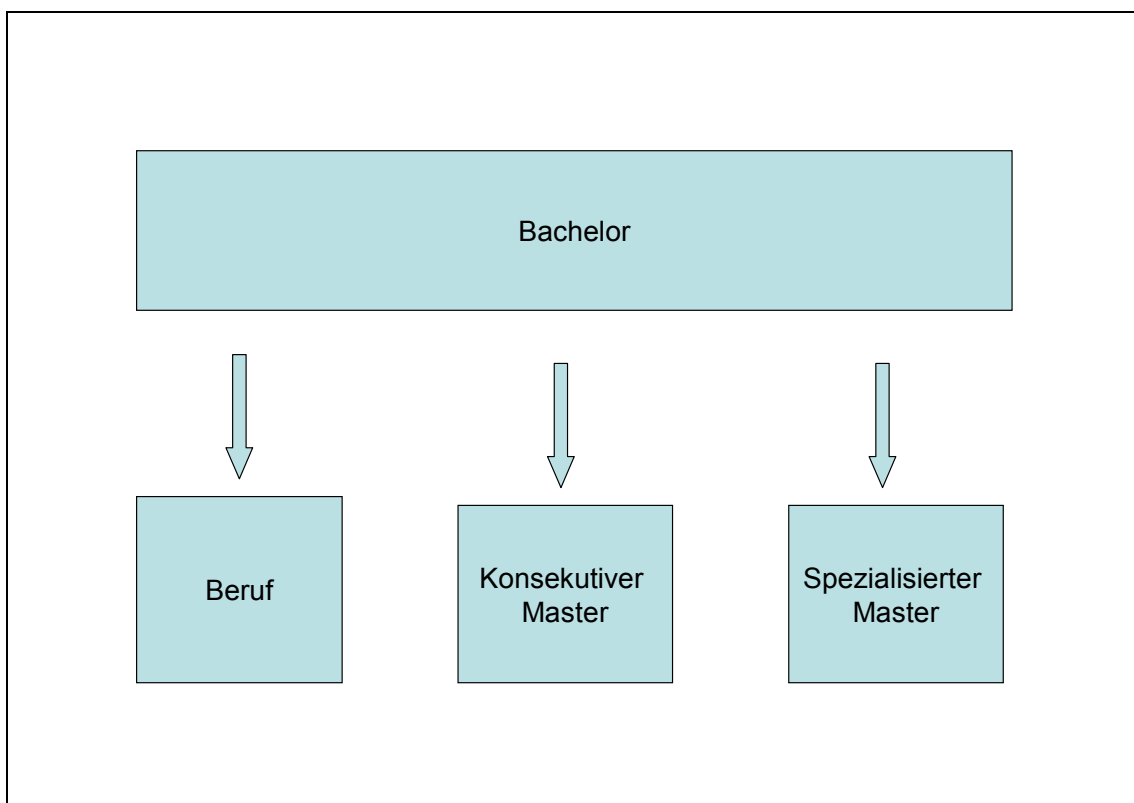 Bachelor
Beruf
Konsekutiver
Master
Spezialisierter
Master